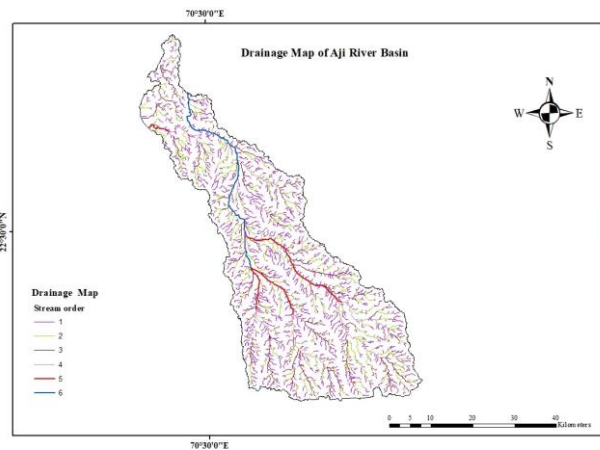 70°30'0"E
Drainage Map of Aji River Basin
N
W E
S
22°30'0"N
Drainage Map
Stream order
1
2
3
4
5
6
0 5 10 20 30 40
Kilometers
70°30'0"E